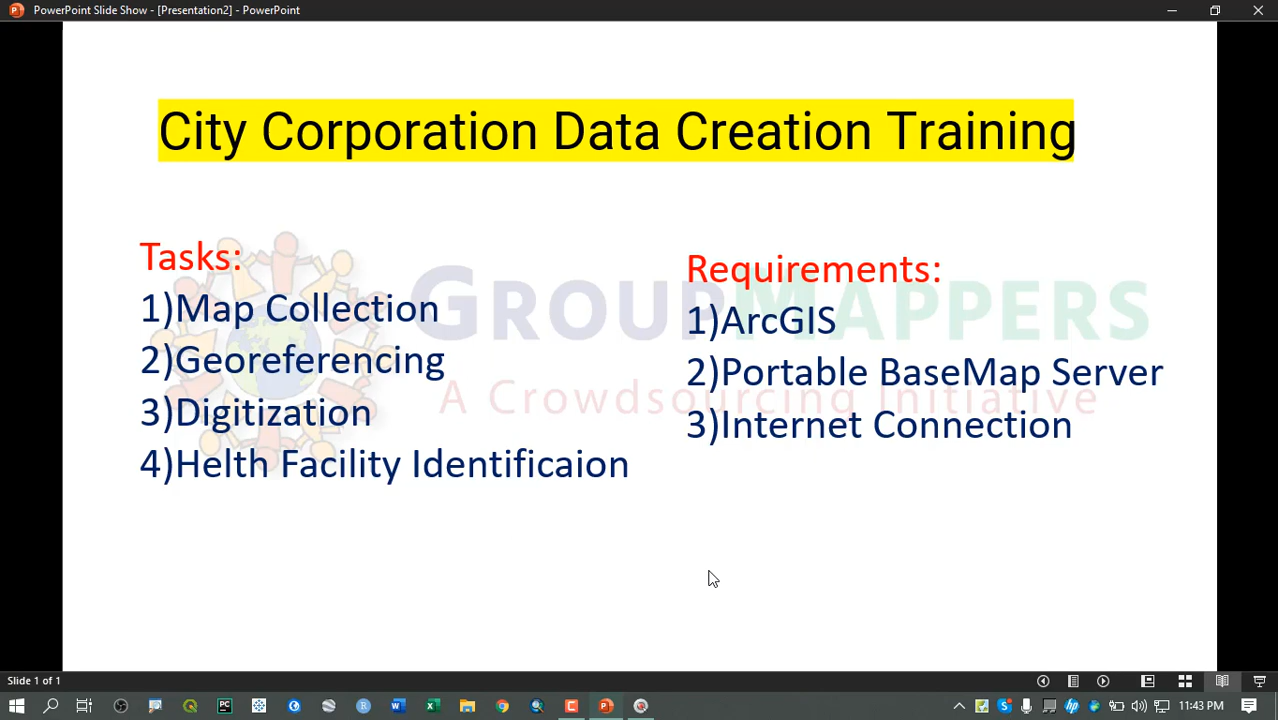 PowerPoint Slide Show - [Presentation2] - PowerPoint
City Corporation Data Creation Training
Tasks:
1)Map Collection
2)Georeferencing
3)Digitization
4)Helth Facility Identificaion
Requirements:
1)ArcGIS
2)Portable BaseMap Server
3)Internet Connection
GROUPMAPPERS
A Crowdsourcing Initiative
Slide 1 of 1
11:43 PM